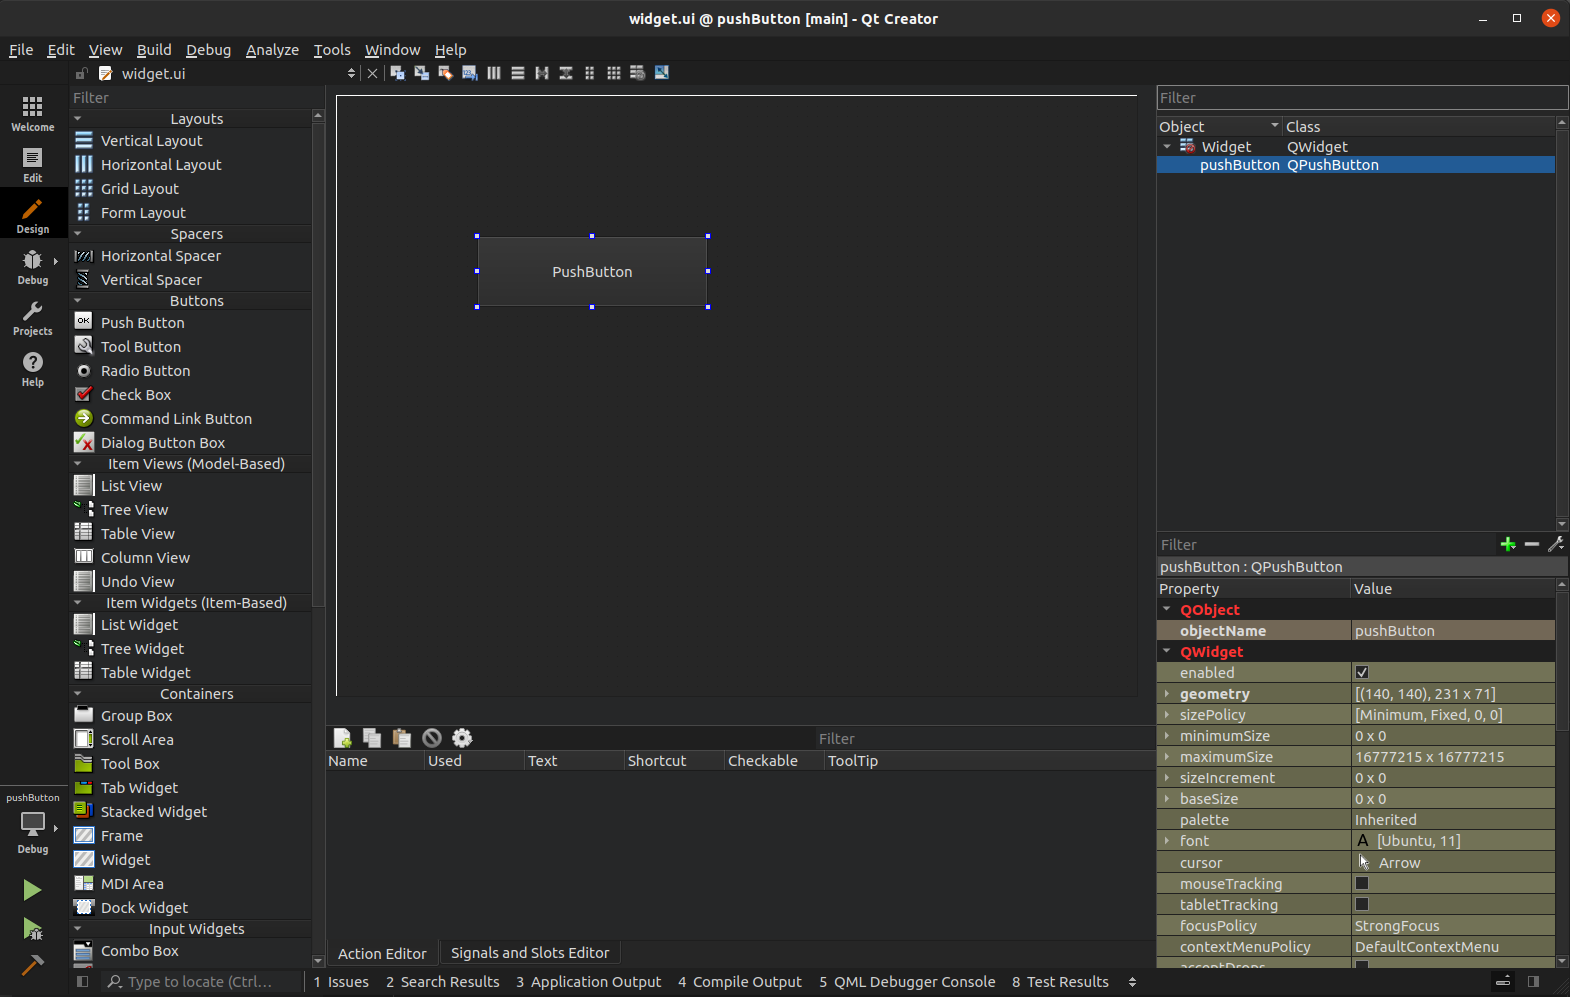 widget.ui @ pushButton [main] - Qt Creator
File Edit View Build Debug Analyze Tools Window Help
widget.ui
Welcome
Edit
Design
Debug
Projects
Help
pushButton
Debug
Filter
Layouts
Vertical Layout
Horizontal Layout
Grid Layout
Form Layout
Spacers
Horizontal Spacer
Vertical Spacer
Buttons
OK Push Button
Tool Button
Radio Button
Check Box
Command Link Button
Dialog Button Box
Item Views (Model-Based)
List View
Tree View
Table View
Column View
Undo View
Item Widgets (Item-Based)
List Widget
Tree Widget
Table Widget
Containers
Group Box
Scroll Area
Tool Box
Tab Widget
Stacked Widget
Frame
Widget
MDI Area
Dock Widget
Input Widgets
Combo Box
PushButton
Filter
Name Used Text Shortcut Checkable ToolTip
Action Editor Signals and Slots Editor
Filter
Object Class
Widget QWidget
pushButton QPushButton
Filter
pushButton : QPushButton
Property Value
QObject
objectName pushButton
QWidget
enabled
geometry [(140, 140), 231 x 71]
sizePolicy [Minimum, Fixed, 0, 0]
minimumSize 0 x 0
maximumSize 16777215 x 16777215
sizeIncrement 0 x 0
baseSize 0 x 0
palette Inherited
font A [Ubuntu, 11]
cursor Arrow
mouseTracking
tabletTracking
focusPolicy StrongFocus
contextMenuPolicy DefaultContextMenu
acceptDrops
Type to locate (Ctrl... 1 Issues 2 Search Results 3 Application Output 4 Compile Output 5 QML Debugger Console 8 Test Results